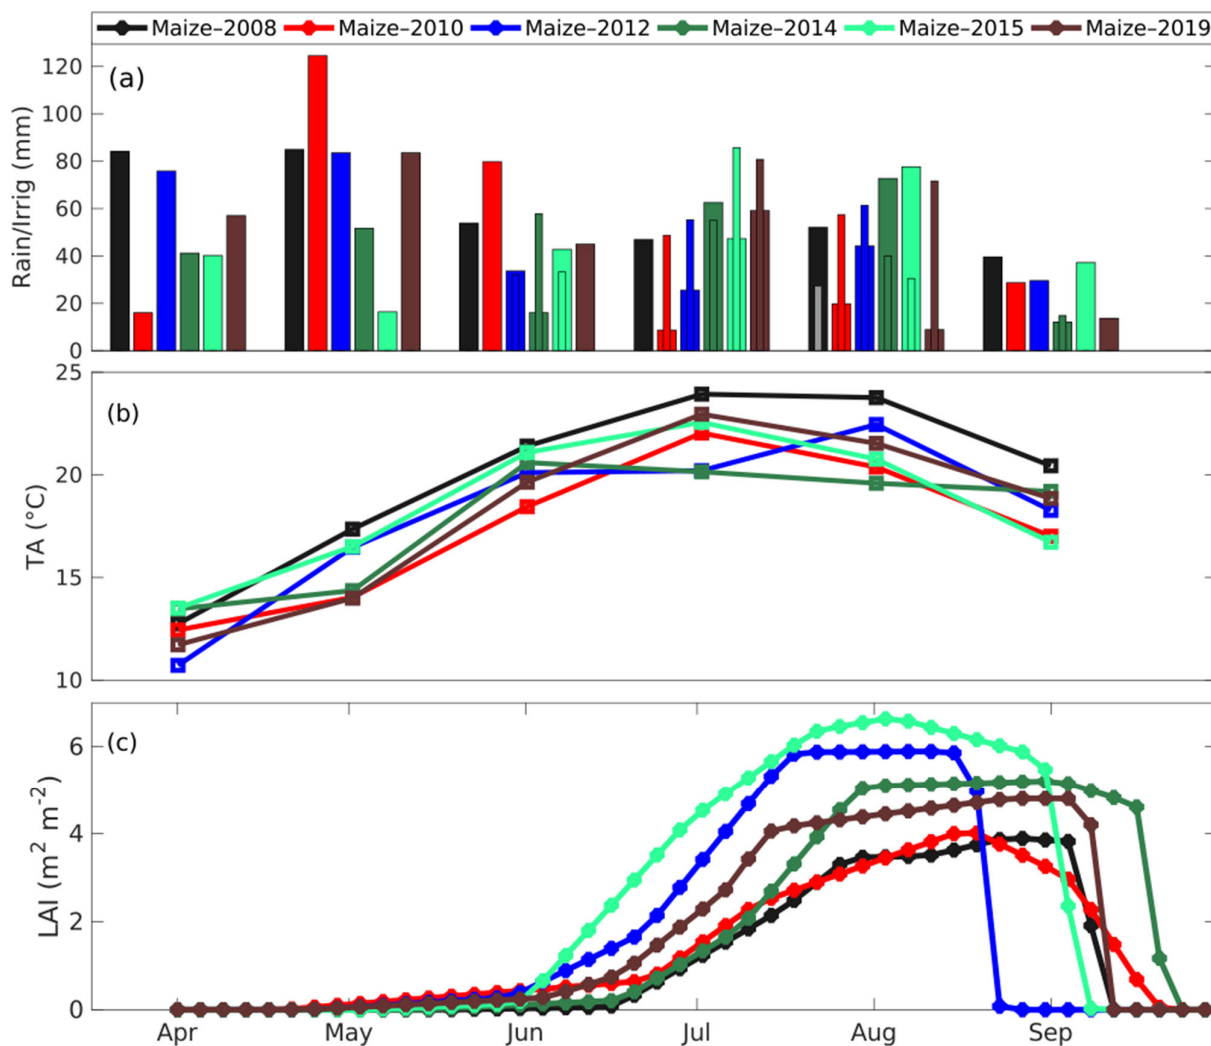 Maize–2008 Maize–2010 Maize–2012 Maize–2014 Maize–2015 Maize–2019
(a)
Rain/Irrig (mm)
120
100
80
60
40
20
0
(b)
TA (°C)
25
20
15
10
(c)
LAI (m² m⁻²)
6
4
2
0
Apr May Jun Jul Aug Sep